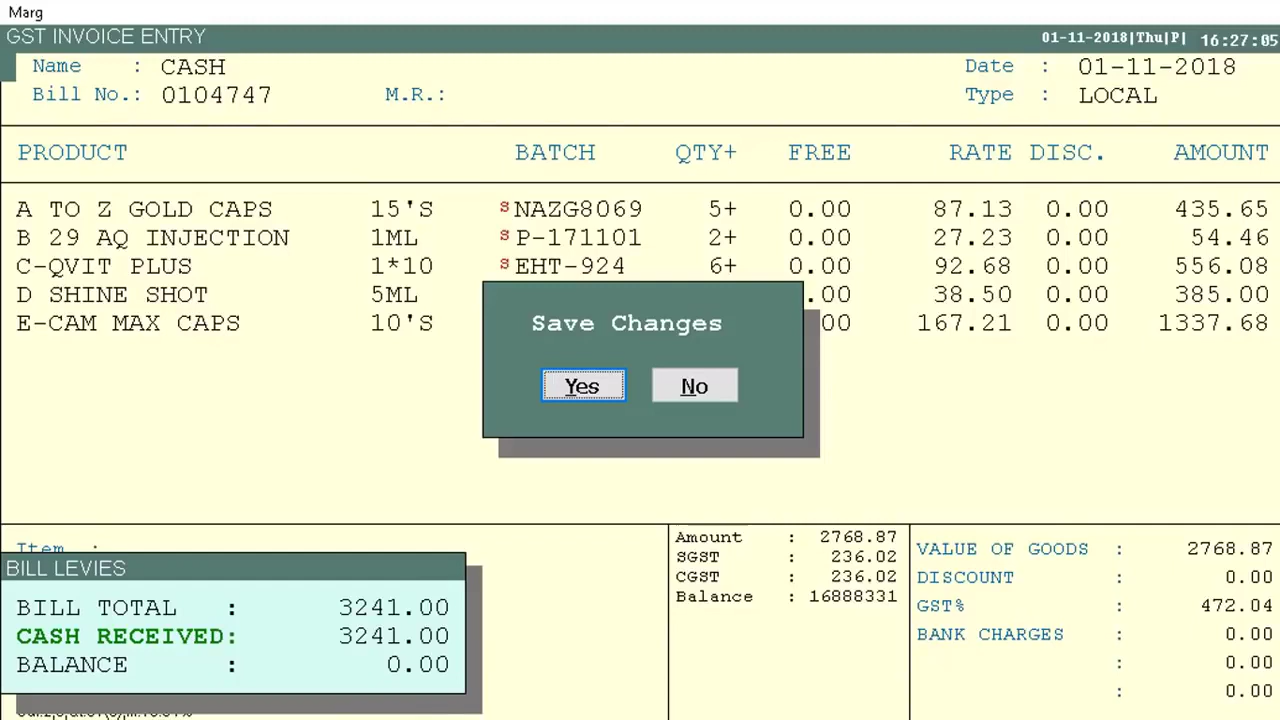 Marg
GST INVOICE ENTRY 01-11-2018|Thu|P| 16:27:05
Name : CASH Date : 01-11-2018
Bill No.: 0104747 M.R.: Type : LOCAL
PRODUCT BATCH QTY+ FREE RATE DISC. AMOUNT
A TO Z GOLD CAPS 15'S s NAZG8069 5+ 0.00 87.13 0.00 435.65
B 29 AQ INJECTION 1ML s P-171101 2+ 0.00 27.23 0.00 54.46
C-QVIT PLUS 1*10 s EHT-924 6+ 0.00 92.68 0.00 556.08
D SHINE SHOT 5ML .00 38.50 0.00 385.00
E-CAM MAX CAPS 10'S 00 167.21 0.00 1337.68
Save Changes
Yes No
Item :
BILL LEVIES
BILL TOTAL : 3241.00
CASH RECEIVED: 3241.00
BALANCE : 0.00
Amount : 2768.87
SGST : 236.02
CGST : 236.02
Balance : 16888331
VALUE OF GOODS : 2768.87
DISCOUNT : 0.00
GST% : 472.04
BANK CHARGES : 0.00
: 0.00
: 0.00